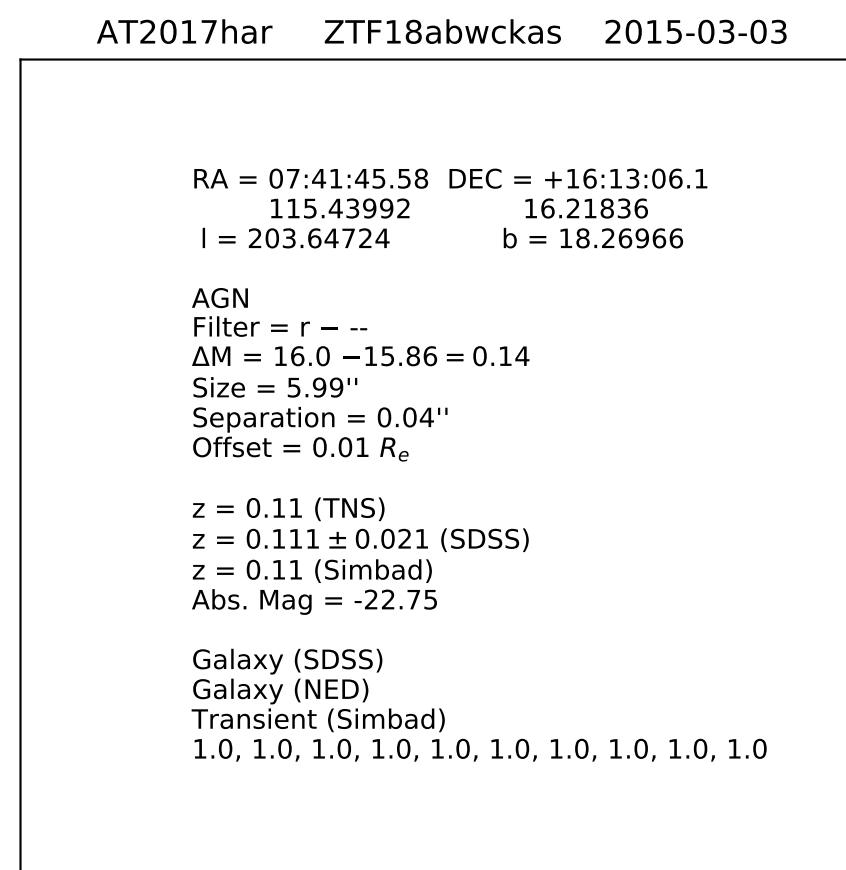 AT2017har ZTF18abwckas 2015-03-03
RA = 07:41:45.58 DEC = +16:13:06.1
115.43992 16.21836
l = 203.64724 b = 18.26966
AGN
Filter = r − --
ΔM = 16.0 −15.86 = 0.14
Size = 5.99''
Separation = 0.04''
Offset = 0.01 Rₑ
z = 0.11 (TNS)
z = 0.111 ± 0.021 (SDSS)
z = 0.11 (Simbad)
Abs. Mag = -22.75
Galaxy (SDSS)
Galaxy (NED)
Transient (Simbad)
1.0, 1.0, 1.0, 1.0, 1.0, 1.0, 1.0, 1.0, 1.0, 1.0